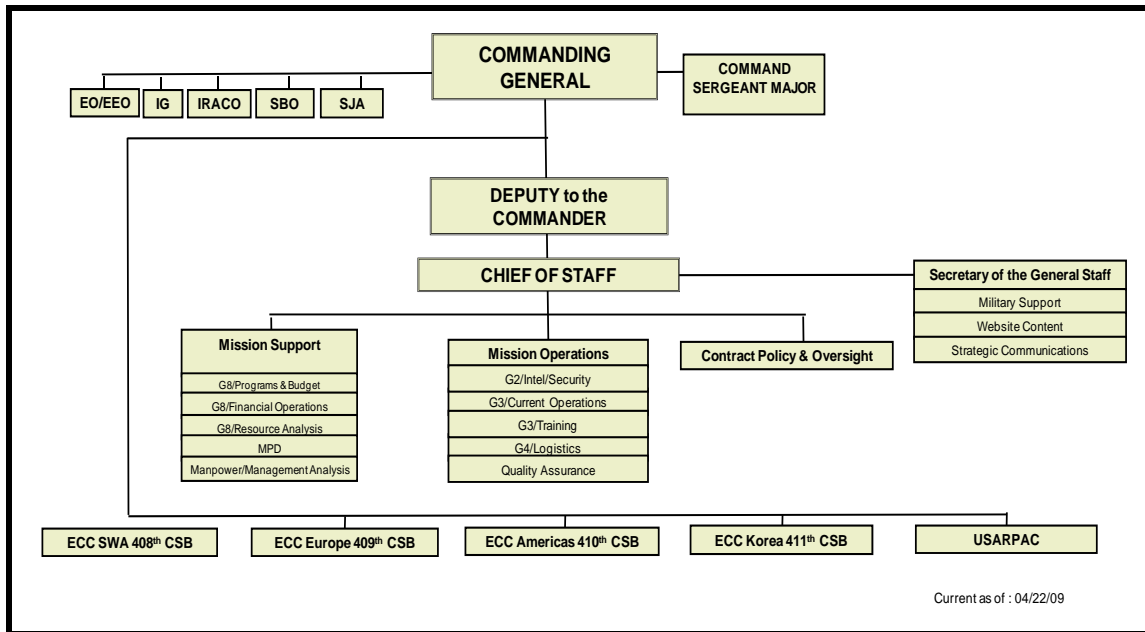 COMMANDING
GENERAL
COMMAND
SERGEANT MAJOR
EO/EEO
IG
IRACO
SBO
SJA
DEPUTY to the
COMMANDER
CHIEF OF STAFF
Secretary of the General Staff
Military Support
Website Content
Strategic Communications
Mission Support
G8/Programs & Budget
G8/Financial Operations
G8/Resource Analysis
MPD
Manpower/Management Analysis
Mission Operations
G2/Intel/Security
G3/Current Operations
G3/Training
G4/Logistics
Quality Assurance
Contract Policy & Oversight
ECC SWA 408th CSB
ECC Europe 409th CSB
ECC Americas 410th CSB
ECC Korea 411th CSB
USARPAC
Current as of : 04/22/09